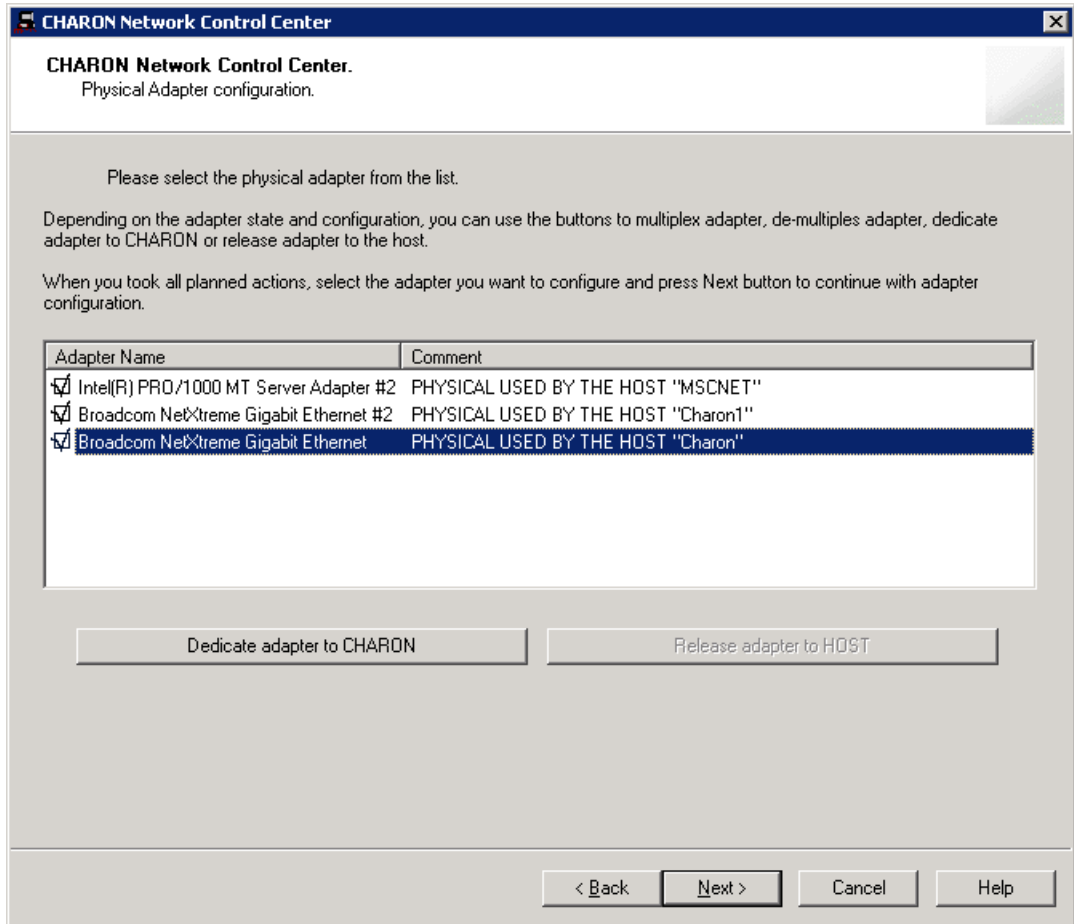 CHARON Network Control Center
CHARON Network Control Center.
Physical Adapter configuration.
Please select the physical adapter from the list.
Depending on the adapter state and configuration, you can use the buttons to multiplex adapter, de-multiples adapter, dedicate
adapter to CHARON or release adapter to the host.
When you took all planned actions, select the adapter you want to configure and press Next button to continue with adapter
configuration.
Adapter Name Comment
Intel(R) PRO/1000 MT Server Adapter #2 PHYSICAL USED BY THE HOST "MSCNET"
Broadcom NetXtreme Gigabit Ethernet #2 PHYSICAL USED BY THE HOST "Charon1"
Broadcom NetXtreme Gigabit Ethernet PHYSICAL USED BY THE HOST "Charon"
Dedicate adapter to CHARON Release adapter to HOST
< Back Next > Cancel Help